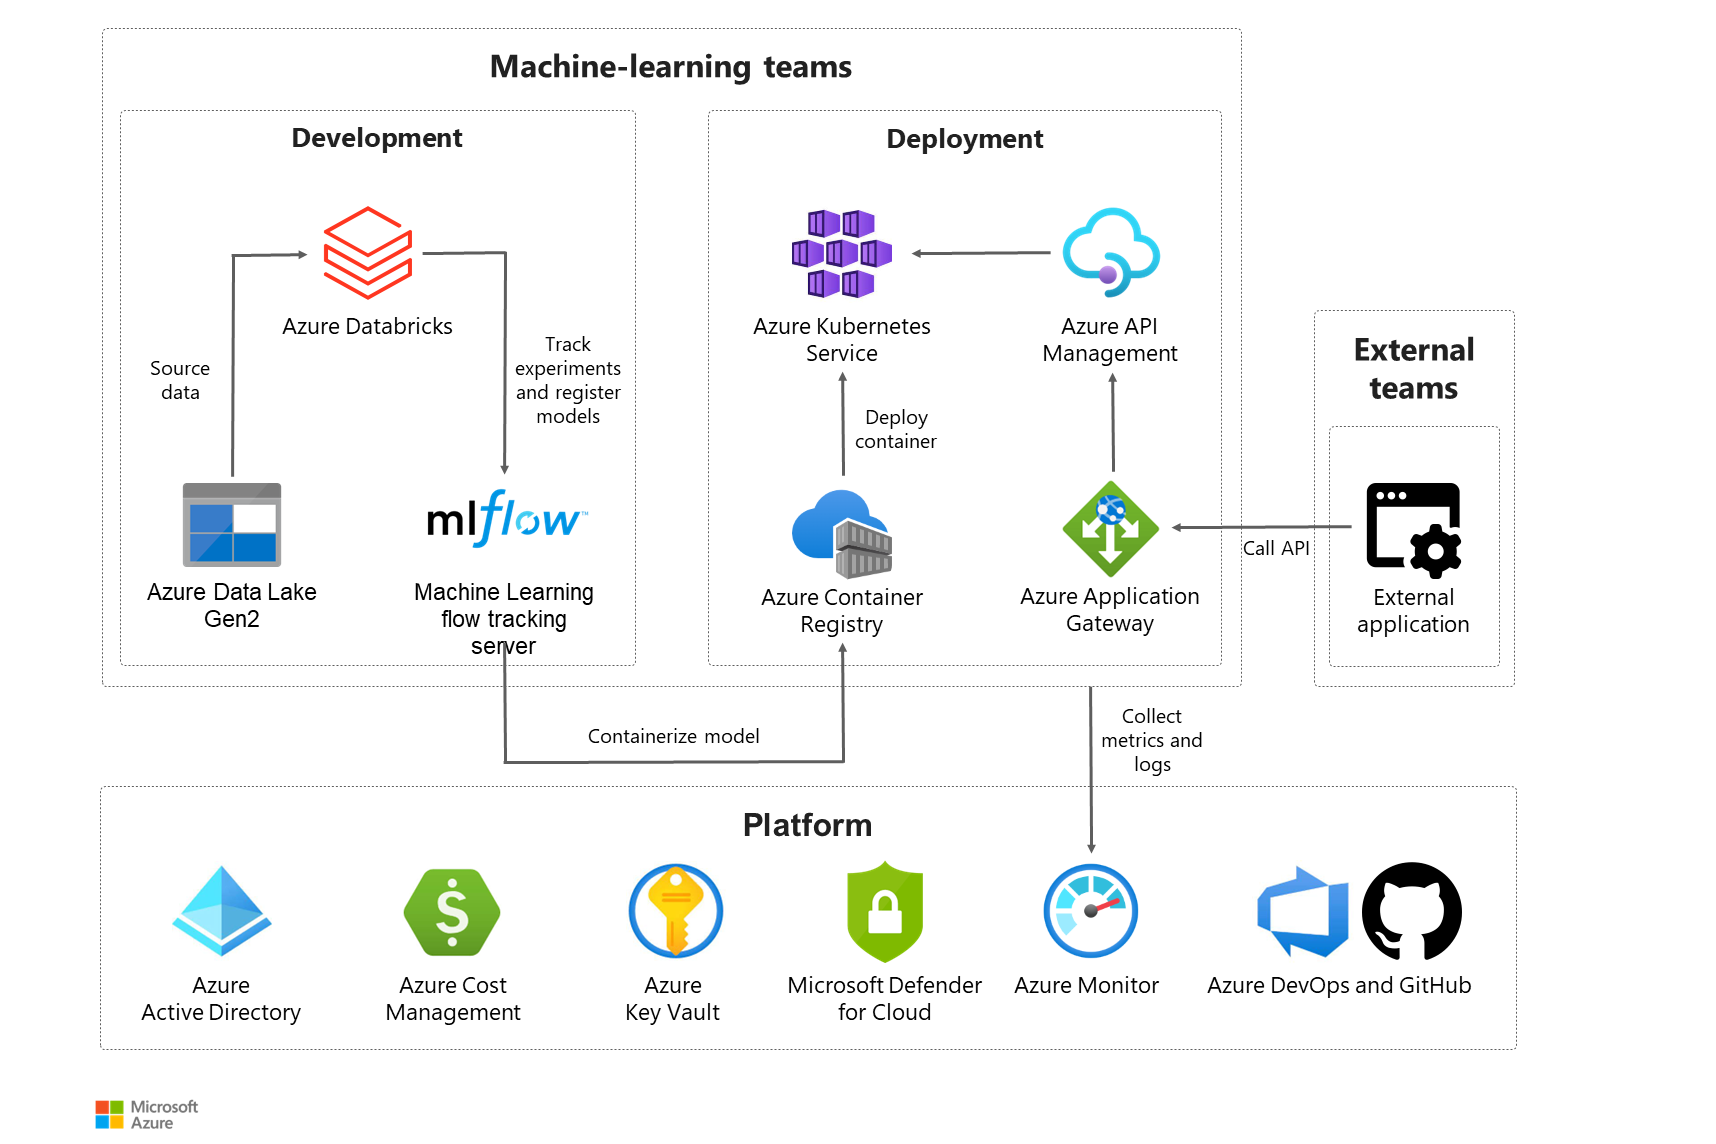 Machine-learning teams
Development
Azure Databricks
Source
data
Track
experiments
and register
models
Azure Data Lake
Gen2
mlflow™
Machine Learning
flow tracking
server
Deployment
Azure Kubernetes
Service
Azure API
Management
Deploy
container
Azure Container
Registry
Azure Application
Gateway
External
teams
Call API
External
application
Containerize model
Collect
metrics and
logs
Platform
Azure
Active Directory
Azure Cost
Management
Azure
Key Vault
Microsoft Defender
for Cloud
Azure Monitor
Azure DevOps and GitHub
Microsoft
Azure